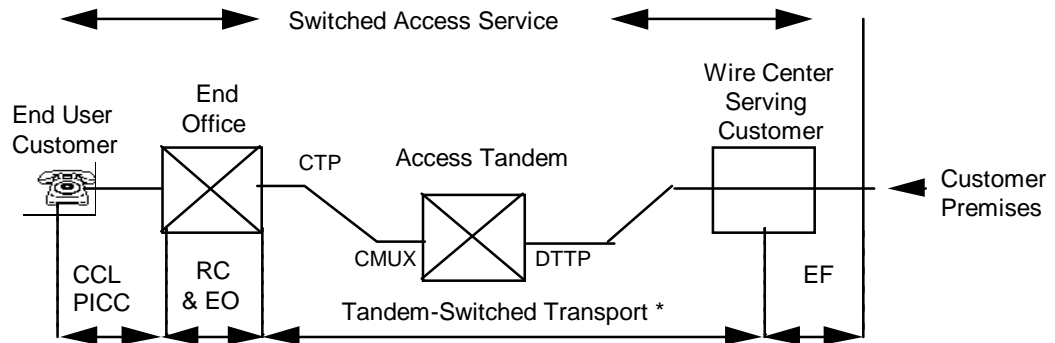 Switched Access Service
Wire Center
Serving
Customer
End User
Customer
End
Office
CTP
Access Tandem
Customer
Premises
CMUX
DTTP
CCL
PICC
RC
& EO
EF
Tandem-Switched Transport *